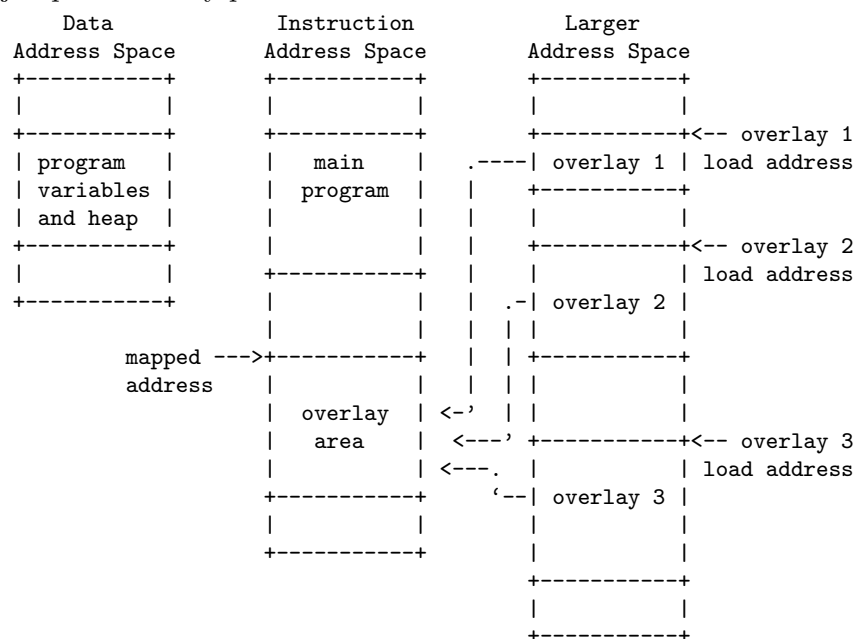 Data Instruction Larger
Address Space Address Space Address Space
<-- overlay 1
program main overlay 1 load address
variables program
and heap
<-- overlay 2
load address
overlay 2
mapped --->
address
overlay
area <-- overlay 3
load address
overlay 3